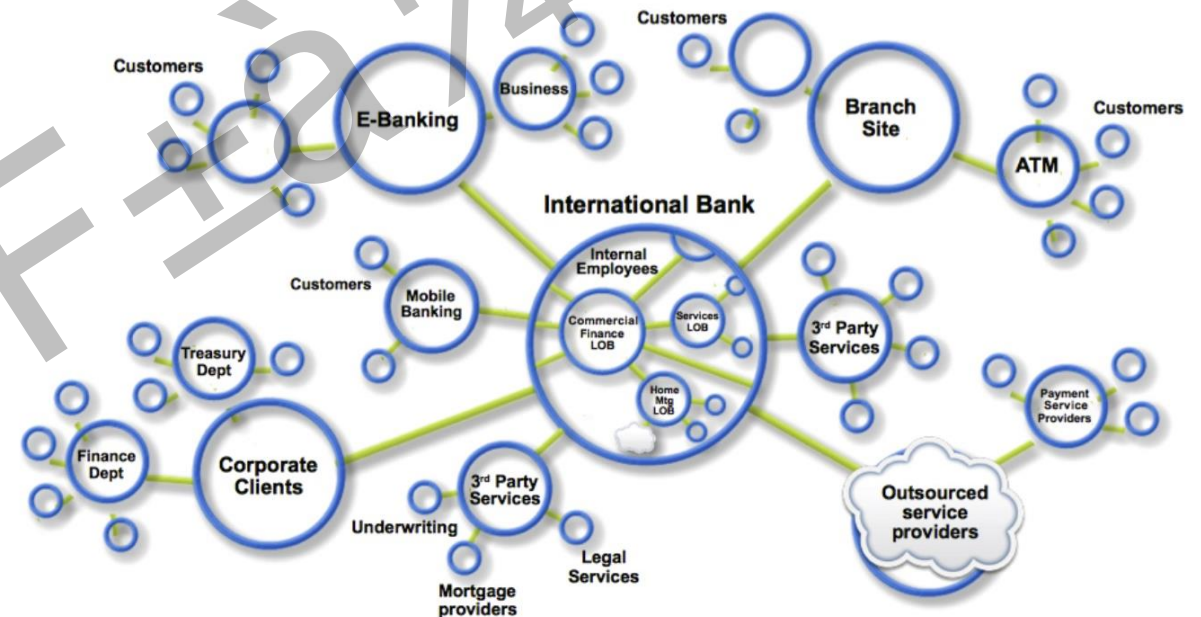 Customers
Customers
E-Banking
Business
Branch
Site
Customers
ATM
International Bank
Internal
Employees
Customers
Mobile
Banking
Commercial
Finance
LOB
Services
LOB
3rd Party
Services
Treasury
Dept
Home
Mtg
LOB
Payment
Service
Providers
Finance
Dept
Corporate
Clients
3rd Party
Services
Underwriting
Legal
Services
Mortgage
providers
Outsourced
service
providers